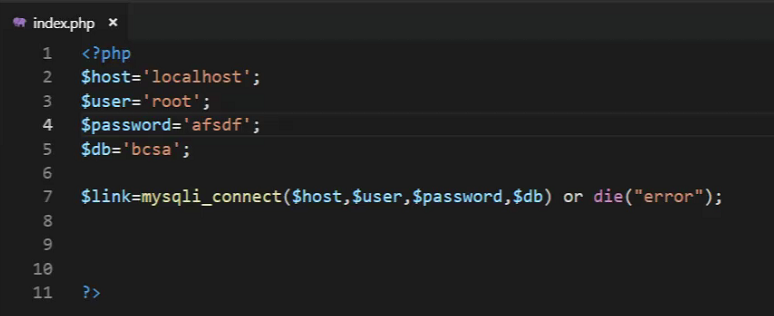 index.php ×
1 <?php
2 $host='localhost';
3 $user='root';
4 $password='afsdf';
5 $db='bcsa';
6
7 $link=mysqli_connect($host,$user,$password,$db) or die("error");
8
9
10
11 ?>